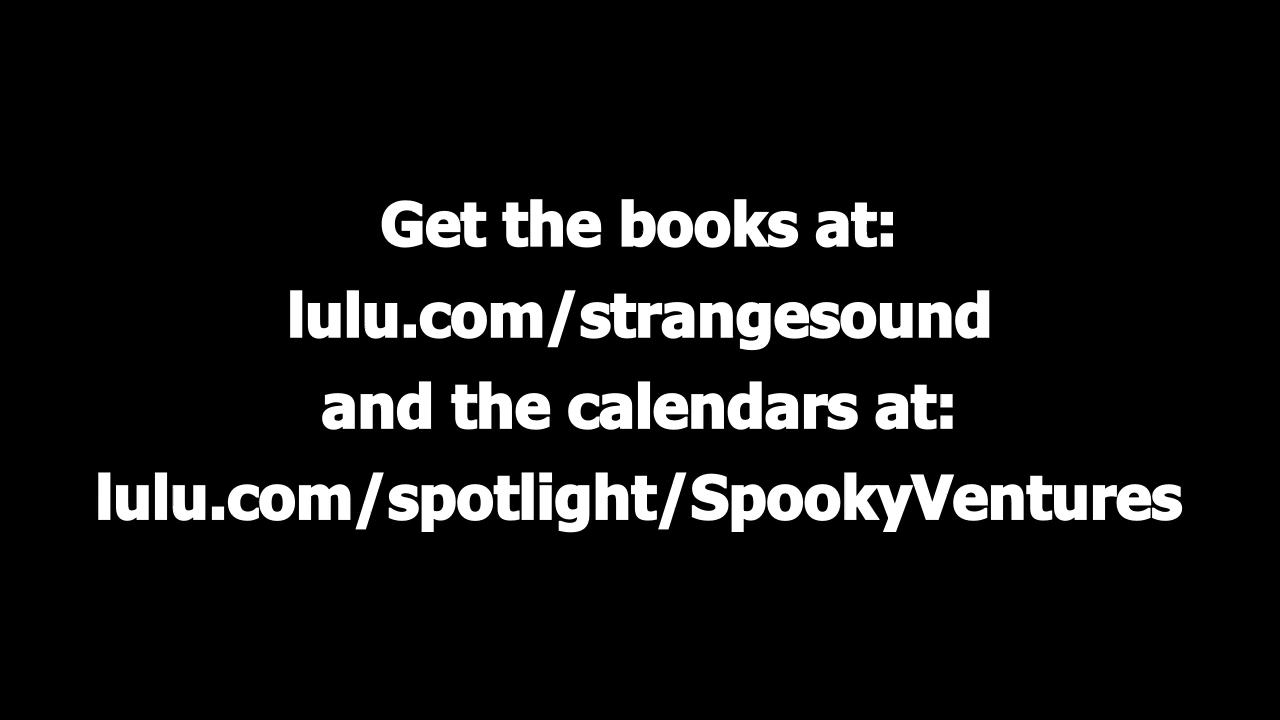 Get the books at:
lulu.com/strangesound
and the calendars at:
lulu.com/spotlight/SpookyVentures